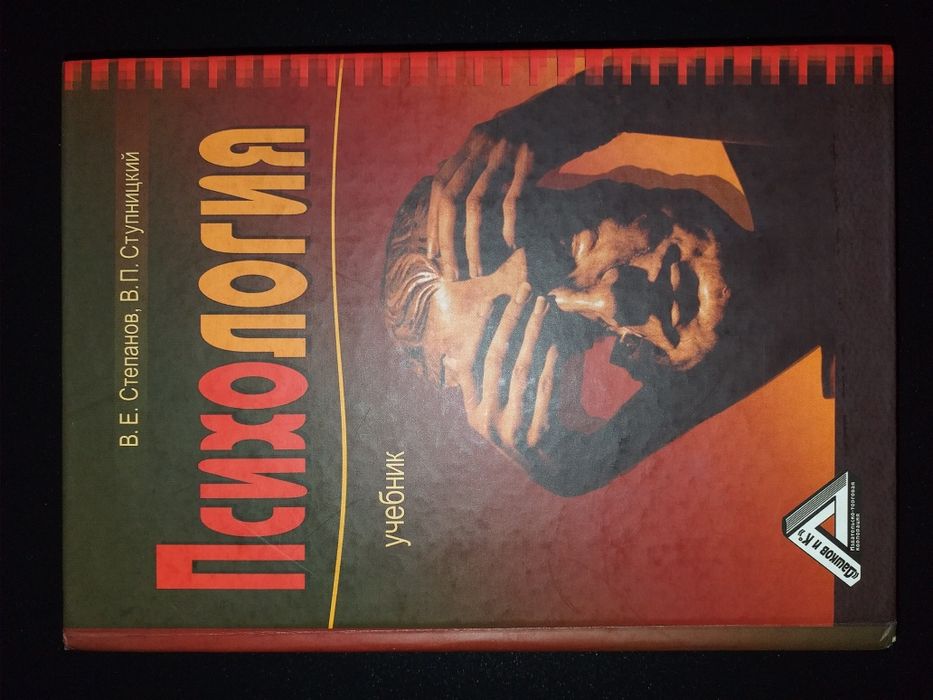 В. Е. Степанов, В. П. Ступницкий
Психология
учебник
«Дашков и К°»
Издательско-торговая
корпорация